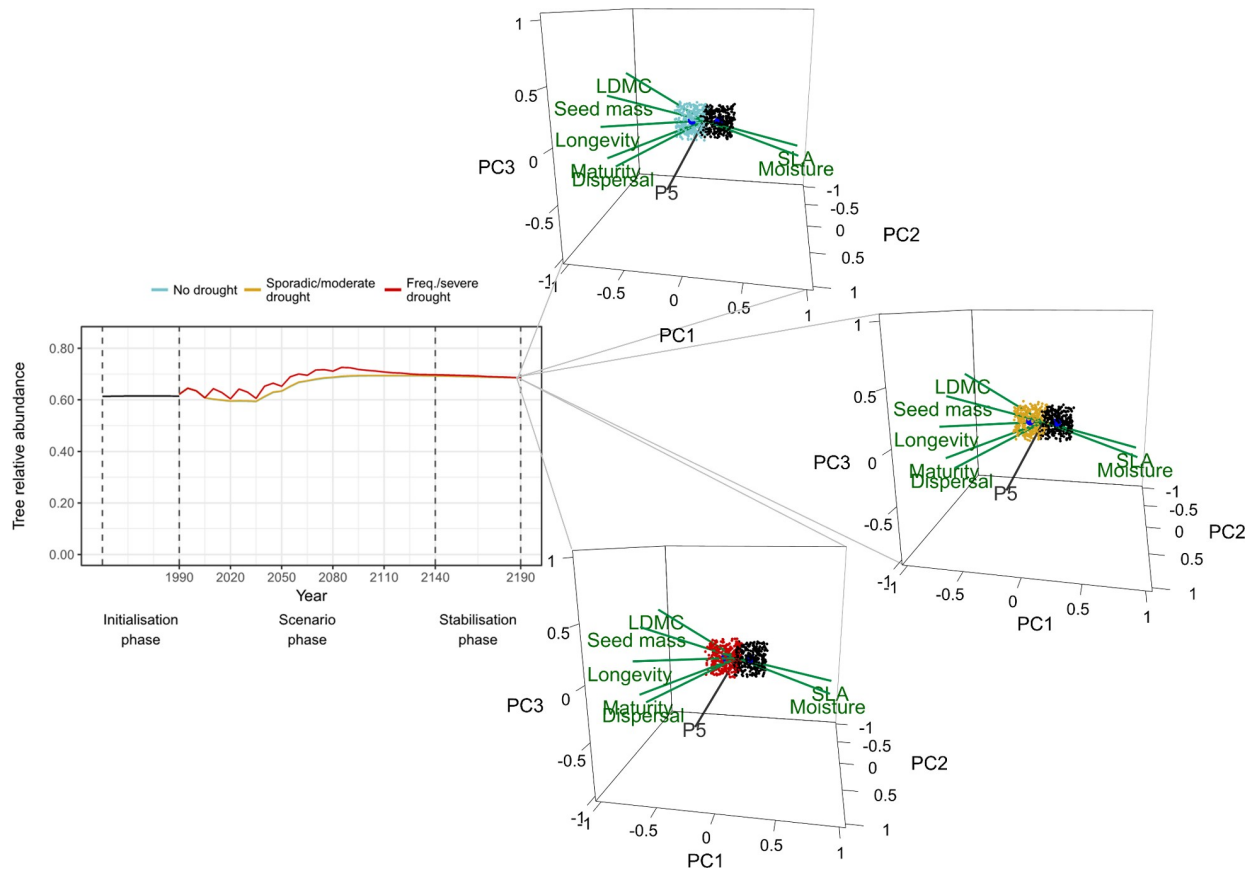 1
0.5
PC3 0
-0.5
-1
-1
-0.5
0
0.5
1
PC1
-1
-0.5
0
0.5
1
PC2
LDMC
Seed mass
Longevity
Maturity
Dispersal
P5
SLA
Moisture
No drought
Sporadic/moderate
drought
Freq./severe
drought
Tree relative abundance
0.80
0.60
0.40
0.20
0.00
1990 2020 2050 2080 2110 2140 2190
Year
Initialisation
phase
Scenario
phase
Stabilisation
phase
1
0.5
PC3 0
-0.5
-1
-1
-0.5
0
0.5
1
PC1
-1
-0.5
0
0.5
1
PC2
LDMC
Seed mass
Longevity
Maturity
Dispersal
P5
SLA
Moisture
1
0.5
PC3 0
-0.5
-1
-1
-0.5
0
0.5
1
PC1
-1
-0.5
0
0.5
1
PC2
LDMC
Seed mass
Longevity
Maturity
Dispersal
P5
SLA
Moisture